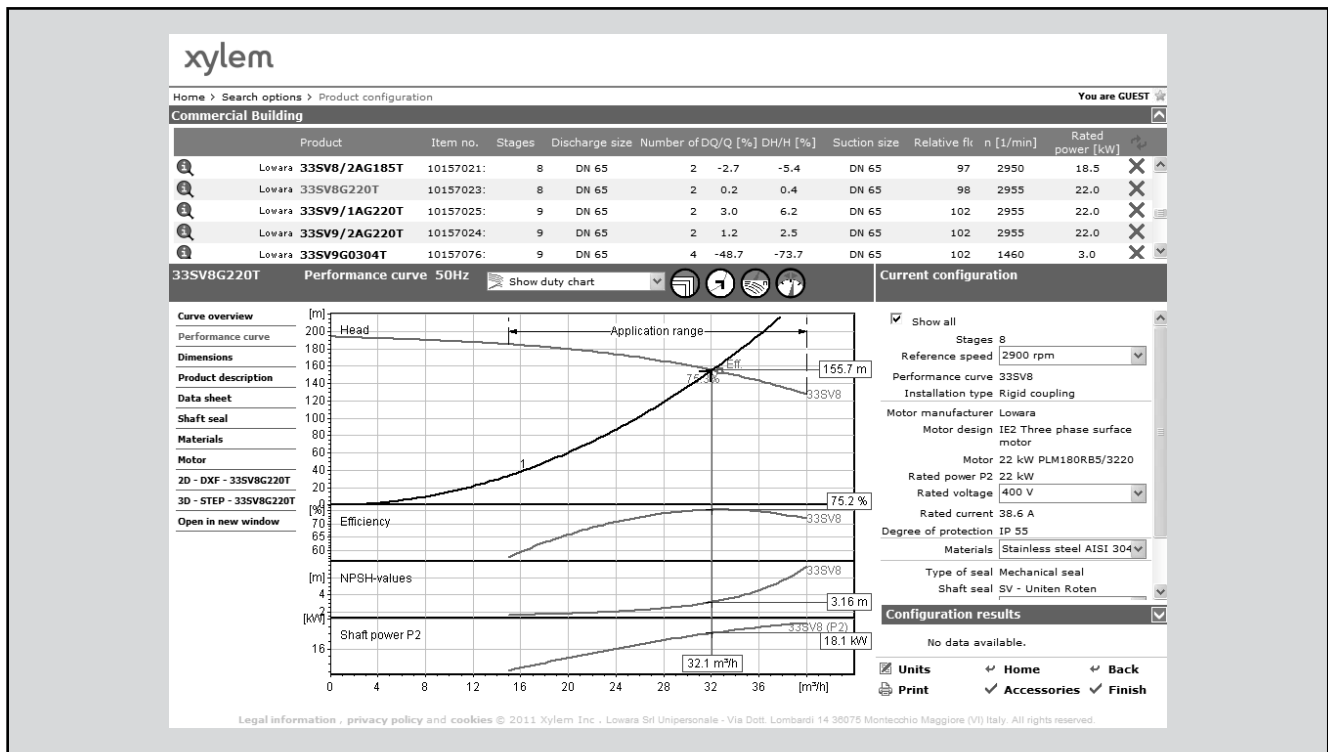 xylem
Home > Search options > Product configuration
You are GUEST
Commercial Building
Product Item no. Stages Discharge size Number of DQ/Q [%] DH/H [%] Suction size Relative flo n [1/min] Rated power [kW]
Lowara 33SV8/2AG185T 10157021: 8 DN 65 2 -2.7 -5.4 DN 65 97 2950 18.5
Lowara 33SV8G220T 10157023: 8 DN 65 2 0.2 0.4 DN 65 98 2955 22.0
Lowara 33SV9/1AG220T 10157025: 9 DN 65 2 3.0 6.2 DN 65 102 2955 22.0
Lowara 33SV9/2AG220T 10157024: 9 DN 65 2 1.2 2.5 DN 65 102 2955 22.0
Lowara 33SV9G0304T 10157076: 9 DN 65 4 -48.7 -73.7 DN 65 102 1460 3.0
33SV8G220T Performance curve 50Hz Show duty chart
Current configuration
Curve overview
Performance curve
Dimensions
Product description
Data sheet
Shaft seal
Materials
Motor
2D - DXF - 33SV8G220T
3D - STEP - 33SV8G220T
Open in new window
[m]
200
180
160
140
120
100
80
60
40
20
0
Head
Application range
Eff.
75.3%
155.7 m
33SV8
1
75.2 %
[%]
70
65
60
Efficiency
33SV8
[m]
4
2
NPSH-values
33SV8
3.16 m
[kW]
16
Shaft power P2
33SV8 (P2)
18.1 kW
32.1 m³/h
0 4 8 12 16 20 24 28 32 36 [m³/h]
Show all
Stages 8
Reference speed 2900 rpm
Performance curve 33SV8
Installation type Rigid coupling
Motor manufacturer Lowara
Motor design IE2 Three phase surface
motor
Motor 22 kW PLM180RB5/3220
Rated power P2 22 kW
Rated voltage 400 V
Rated current 38.6 A
Degree of protection IP 55
Materials Stainless steel AISI 304
Type of seal Mechanical seal
Shaft seal SV - Uniten Roten
Configuration results
No data available.
Units Home Back
Print Accessories Finish
Legal information , privacy policy and cookies © 2011 Xylem Inc . Lowara Srl Unipersonale - Via Dott. Lombardi 14 36075 Montecchio Maggiore (VI) Italy. All rights reserved.